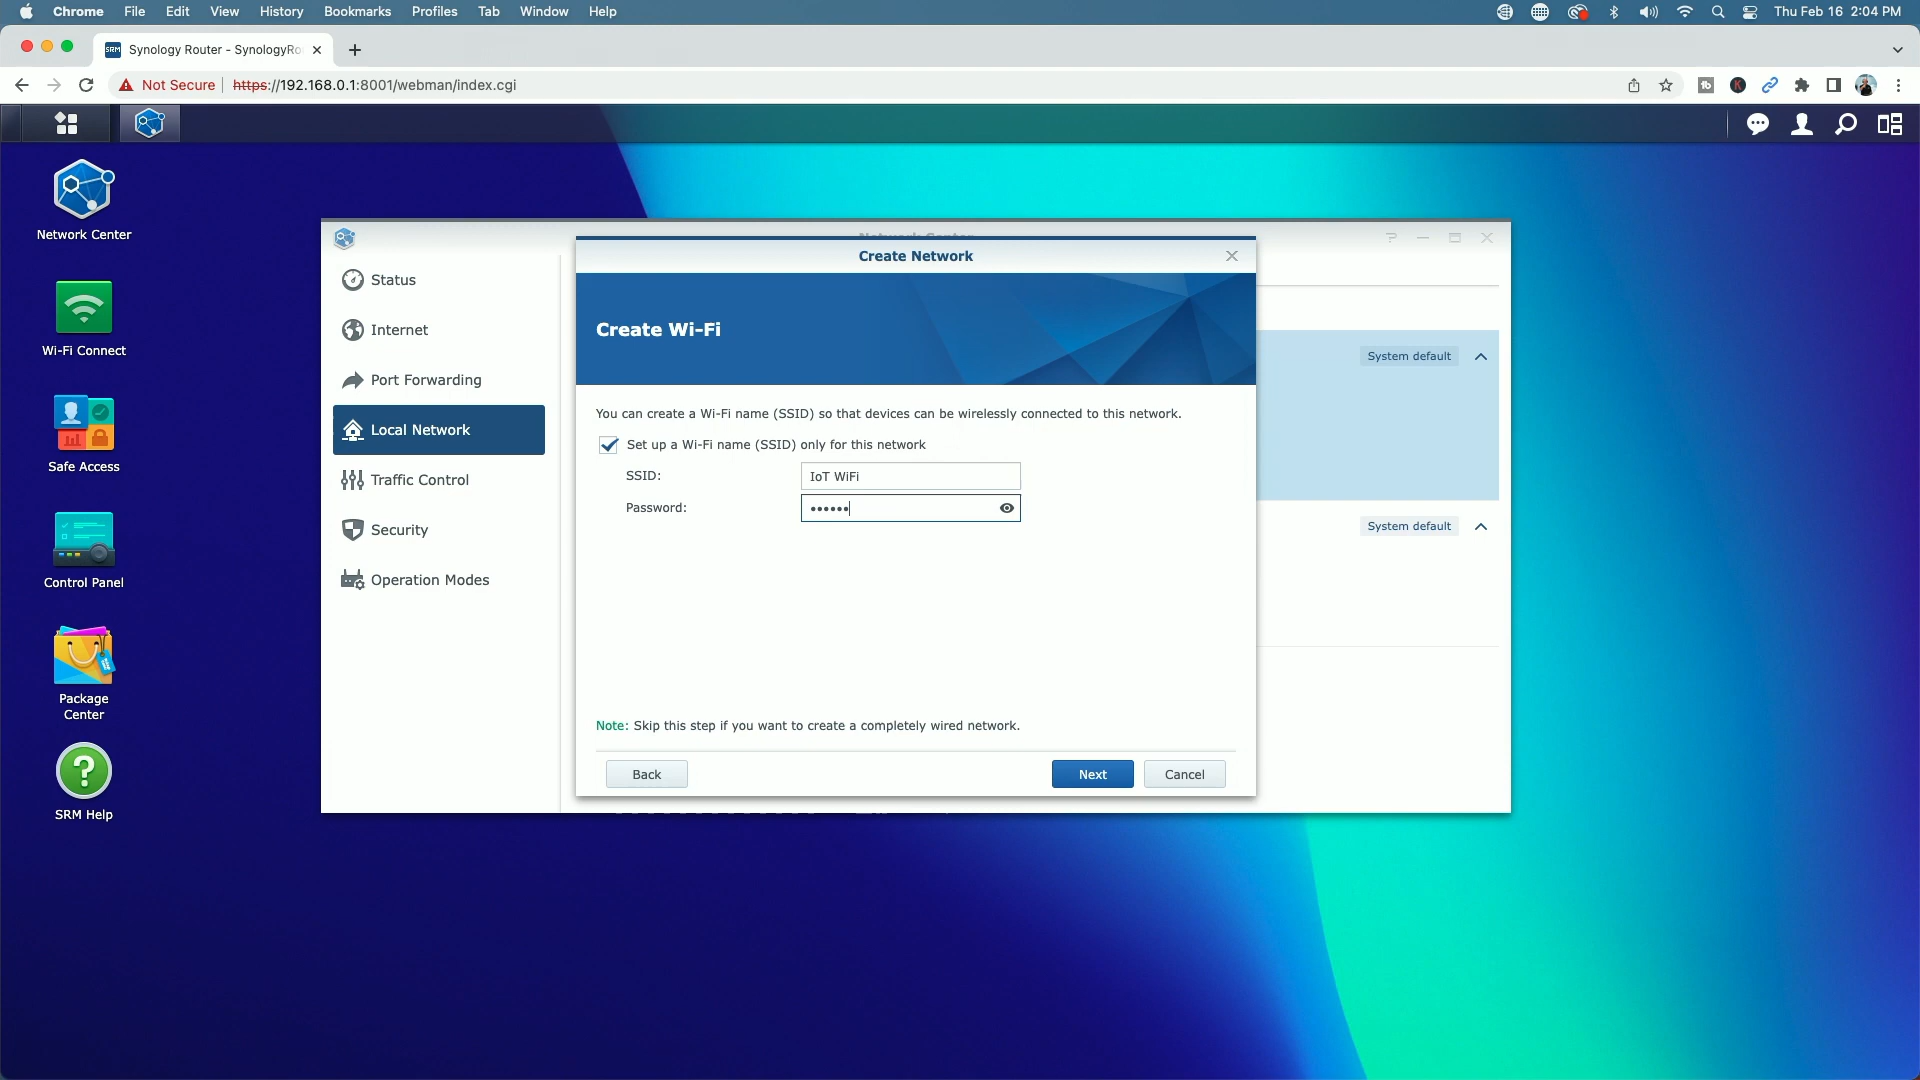 Chrome File Edit View History Bookmarks Profiles Tab Window Help Thu Feb 16 2:04 PM
SRM Synology Router - SynologyRo
Not Secure https://192.168.0.1:8001/webman/index.cgi
Network Center
Wi-Fi Connect
Safe Access
Control Panel
Package
Center
SRM Help
Network Center
Status
Internet
Port Forwarding
Local Network
Traffic Control
Security
Operation Modes
System default
System default
Create Network
Create Wi-Fi
You can create a Wi-Fi name (SSID) so that devices can be wirelessly connected to this network.
Set up a Wi-Fi name (SSID) only for this network
SSID: IoT WiFi
Password: ••••••
Note: Skip this step if you want to create a completely wired network.
Back Next Cancel